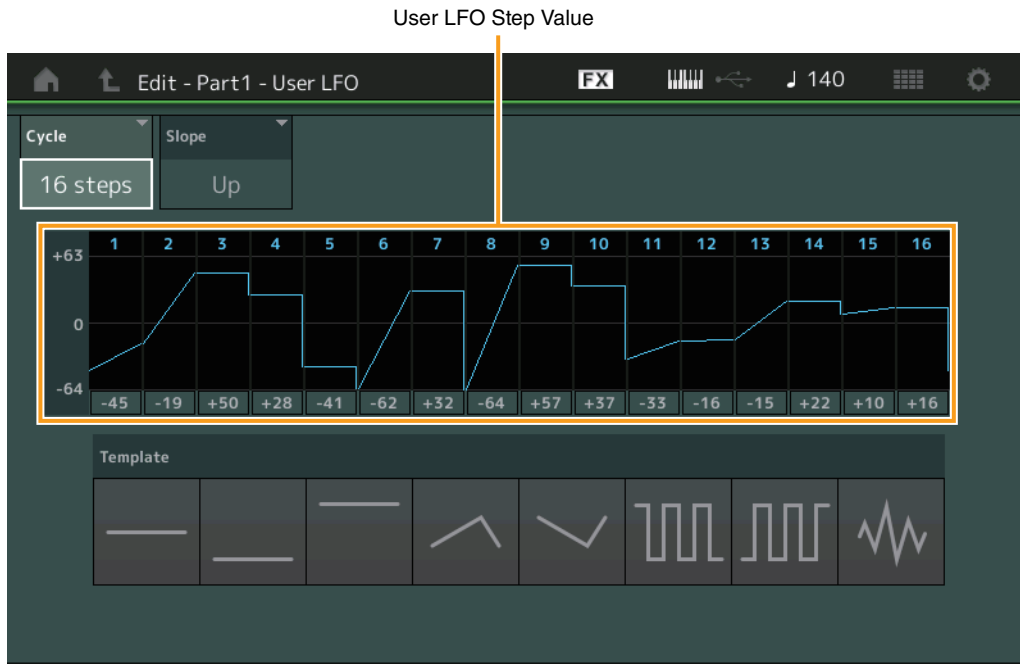 User LFO Step Value
Edit - Part1 - User LFO FX ♩ 140
Cycle Slope
16 steps Up
1 2 3 4 5 6 7 8 9 10 11 12 13 14 15 16
+63
0
-64
-45 -19 +50 +28 -41 -62 +32 -64 +57 +37 -33 -16 -15 +22 +10 +16
Template